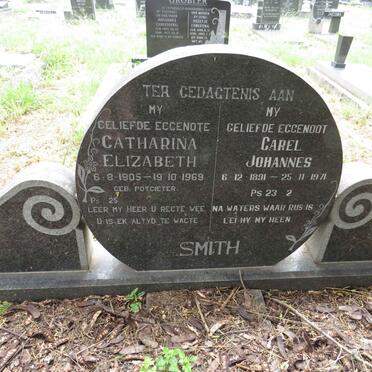 GROBLER
TER GEDAGTENIS AAN
MY
GELIEFDE EGGENOTE
CATHARINA
ELIZABETH
6·8·1905-19·10·1969
GEB. POTGIETER.
Ps 25
LEER MY HEER U REGTE WEË
U IS EK ALTYD TE WAGTE
MY
GELIEFDE EGGENOOT
CAREL
JOHANNES
6·12·1891-25·11·1971
Ps 23 2
NA WATERS WAAR RUS IS
LEI HY MY HEEN
SMITH